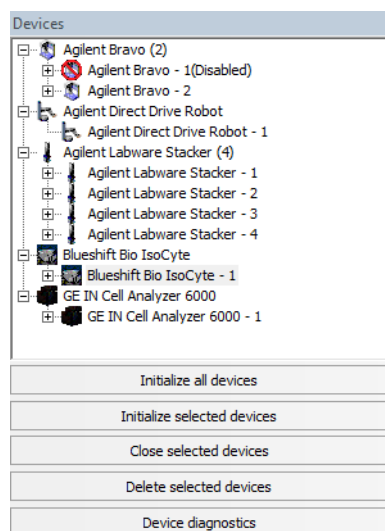 Devices
Agilent Bravo (2)
Agilent Bravo - 1(Disabled)
Agilent Bravo - 2
Agilent Direct Drive Robot
Agilent Direct Drive Robot - 1
Agilent Labware Stacker (4)
Agilent Labware Stacker - 1
Agilent Labware Stacker - 2
Agilent Labware Stacker - 3
Agilent Labware Stacker - 4
Blueshift Bio IsoCyte
Blueshift Bio IsoCyte - 1
GE IN Cell Analyzer 6000
GE IN Cell Analyzer 6000 - 1
Initialize all devices
Initialize selected devices
Close selected devices
Delete selected devices
Device diagnostics